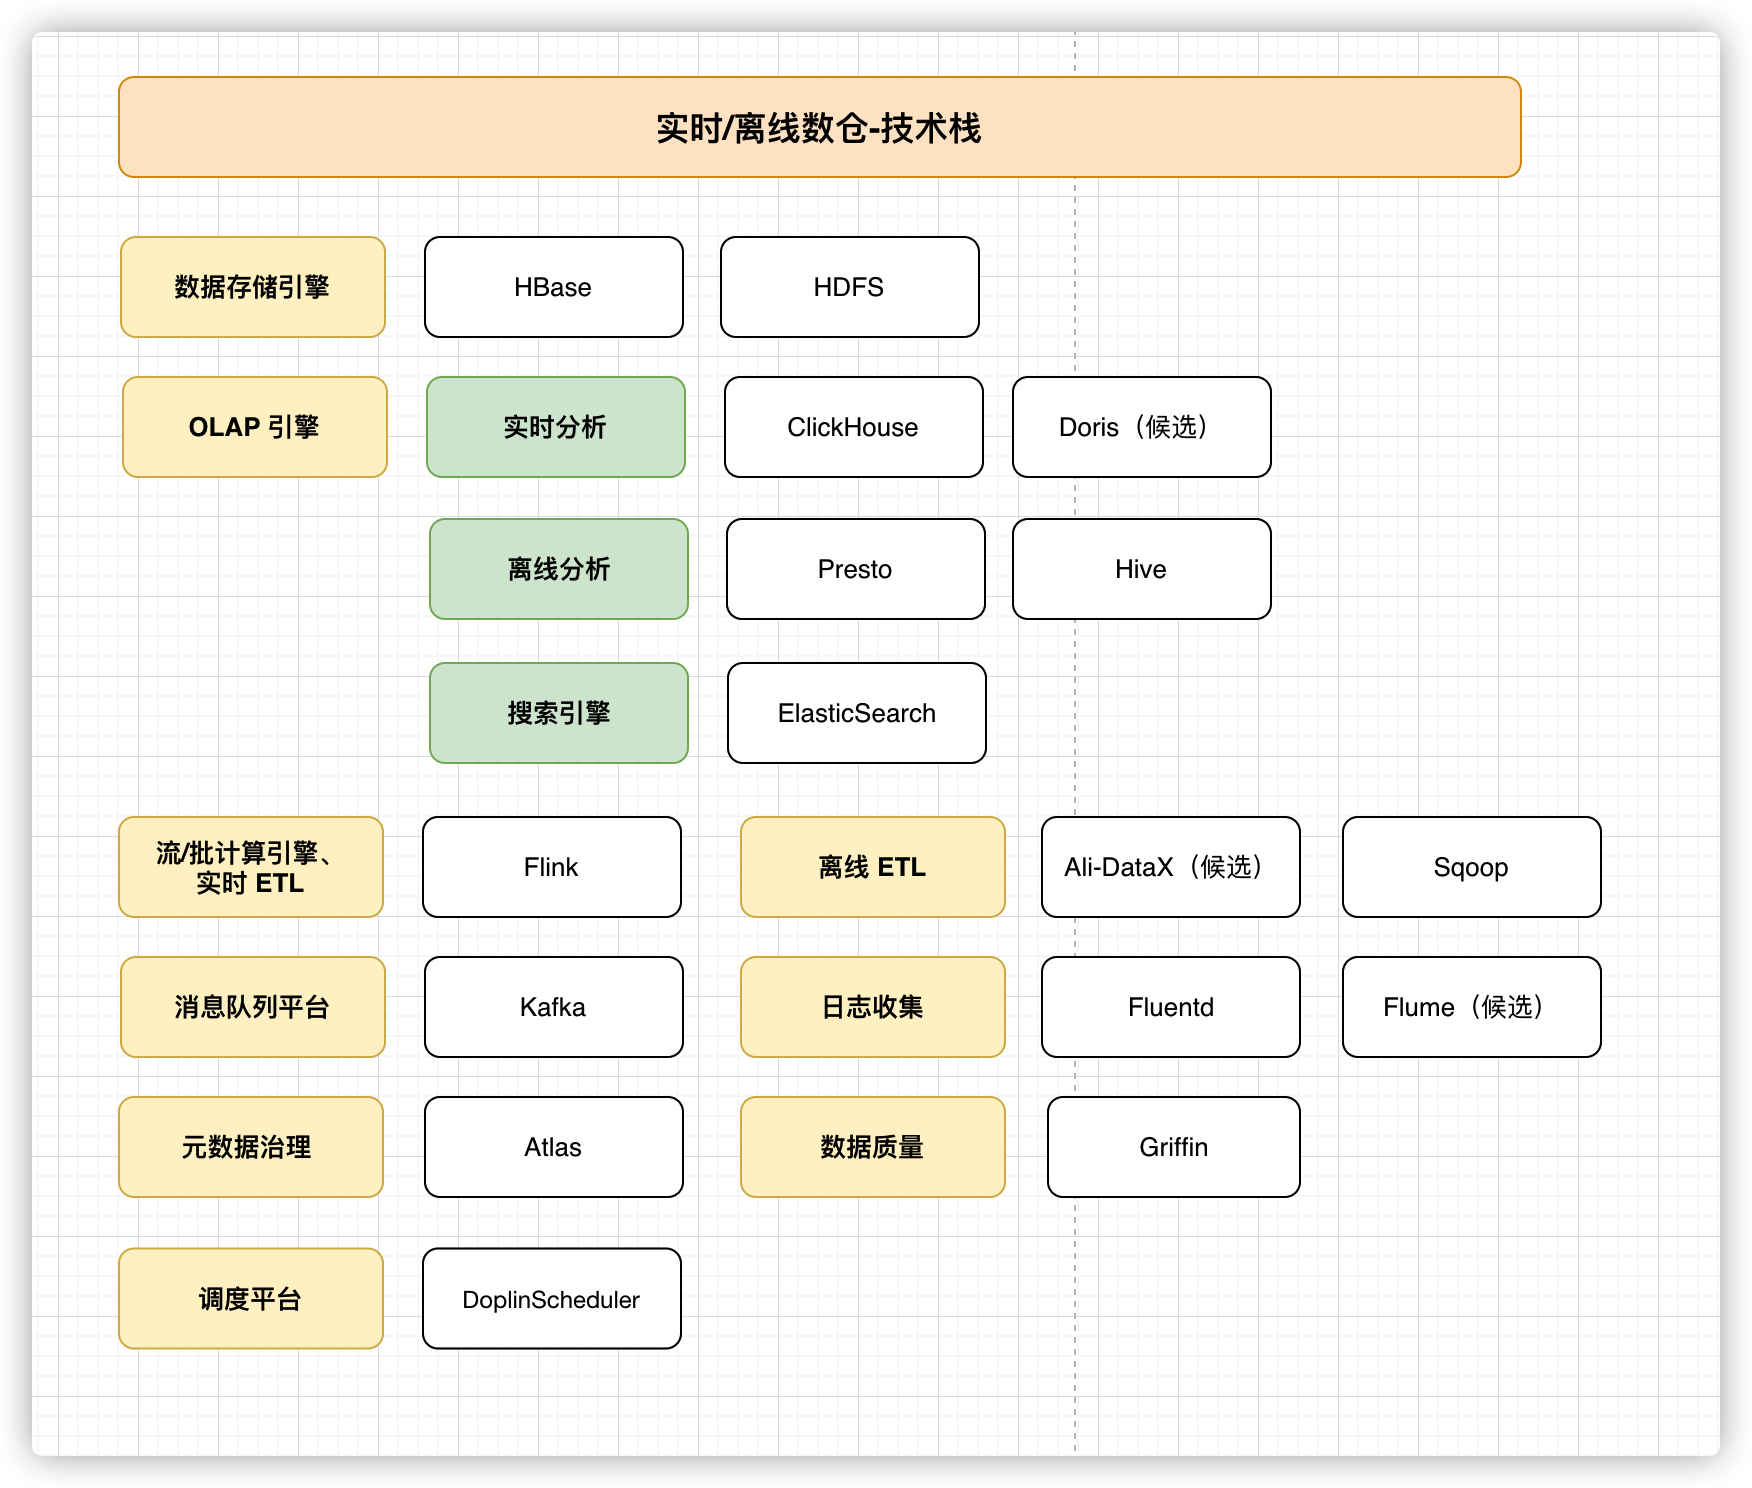 实时/离线数仓-技术栈
数据存储引擎
HBase
HDFS
OLAP 引擎
实时分析
ClickHouse
Doris（候选）
离线分析
Presto
Hive
搜索引擎
ElasticSearch
流/批计算引擎、
实时 ETL
Flink
离线 ETL
Ali-DataX（候选）
Sqoop
消息队列平台
Kafka
日志收集
Fluentd
Flume（候选）
元数据治理
Atlas
数据质量
Griffin
调度平台
DoplinScheduler